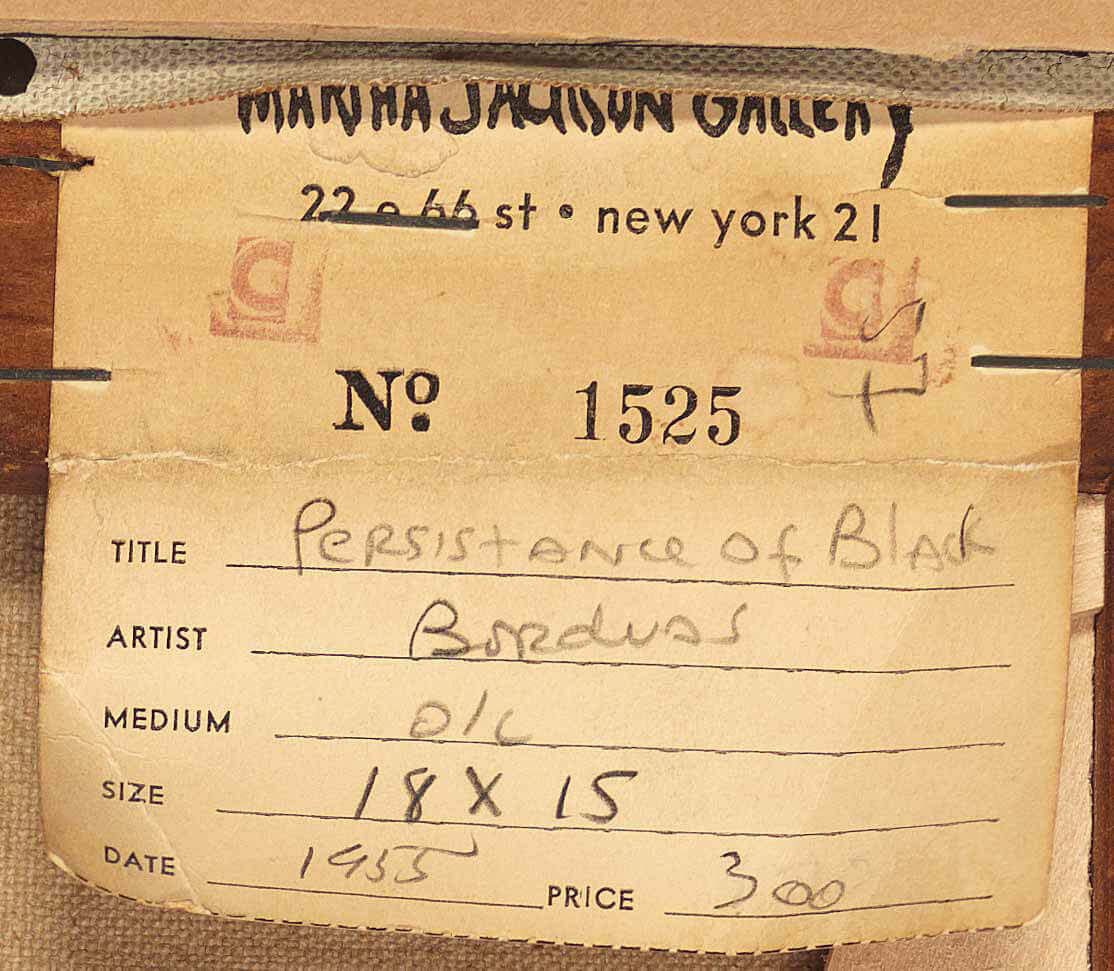 MARTHA JACKSON GALLERY
22 e 66 st • new york 21
Nº 1525
TITLE Persistance of Black
ARTIST Borduas
MEDIUM o/c
SIZE 18 X 15
DATE 1955 PRICE 300